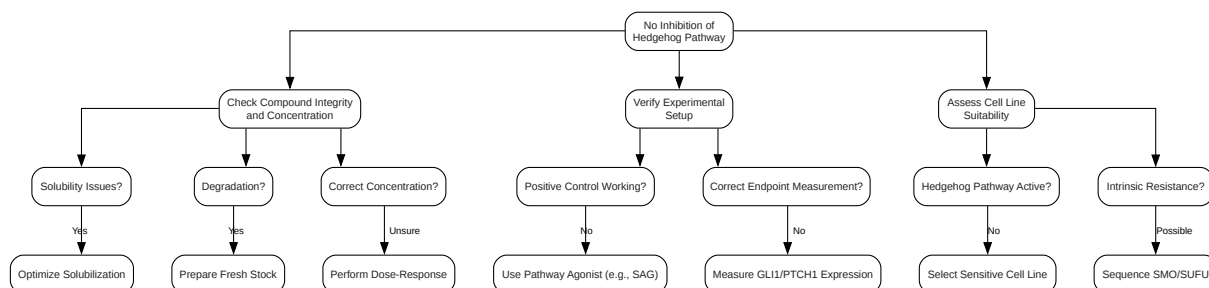 No Inhibition of
Hedgehog Pathway
Check Compound Integrity
and Concentration
Verify Experimental
Setup
Assess Cell Line
Suitability
Solubility Issues?
Degradation?
Correct Concentration?
Positive Control Working?
Correct Endpoint Measurement?
Hedgehog Pathway Active?
Intrinsic Resistance?
Yes
Yes
Unsure
No
No
No
Possible
Optimize Solubilization
Prepare Fresh Stock
Perform Dose-Response
Use Pathway Agonist (e.g., SAG)
Measure GLI1/PTCH1 Expression
Select Sensitive Cell Line
Sequence SMO/SUFU